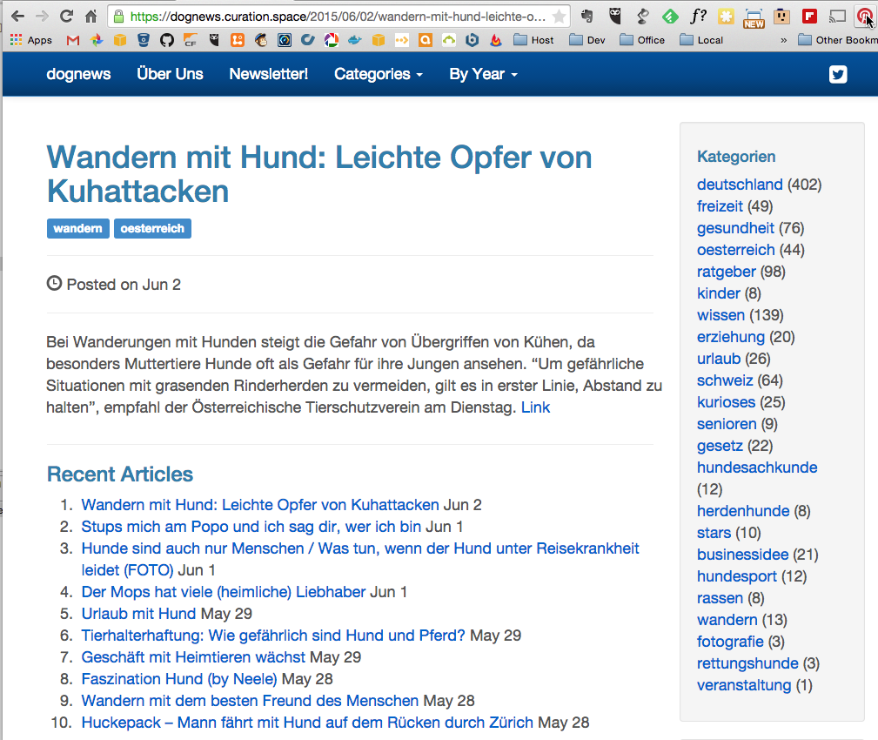 https://dognews.curation.space/2015/06/02/wandern-mit-hund-leichte-o...
f?
NEW
Apps
Host
Dev
Office
Local
»
Other Bookm
dognews
Über Uns
Newsletter!
Categories
By Year
Wandern mit Hund: Leichte Opfer von
Kuhattacken
wandern
oesterreich
Posted on Jun 2
Bei Wanderungen mit Hunden steigt die Gefahr von Übergriffen von Kühen, da
besonders Muttertiere Hunde oft als Gefahr für ihre Jungen ansehen. “Um gefährliche
Situationen mit grasenden Rinderherden zu vermeiden, gilt es in erster Linie, Abstand zu
halten”, empfahl der Österreichische Tierschutzverein am Dienstag. Link
Recent Articles
1. Wandern mit Hund: Leichte Opfer von Kuhattacken Jun 2
2. Stups mich am Popo und ich sag dir, wer ich bin Jun 1
3. Hunde sind auch nur Menschen / Was tun, wenn der Hund unter Reisekrankheit
leidet (FOTO) Jun 1
4. Der Mops hat viele (heimliche) Liebhaber Jun 1
5. Urlaub mit Hund May 29
6. Tierhalterhaftung: Wie gefährlich sind Hund und Pferd? May 29
7. Geschäft mit Heimtieren wächst May 29
8. Faszination Hund (by Neele) May 28
9. Wandern mit dem besten Freund des Menschen May 28
10. Huckepack – Mann fährt mit Hund auf dem Rücken durch Zürich May 28
Kategorien
deutschland (402)
freizeit (49)
gesundheit (76)
oesterreich (44)
ratgeber (98)
kinder (8)
wissen (139)
erziehung (20)
urlaub (26)
schweiz (64)
kurioses (25)
senioren (9)
gesetz (22)
hundesachkunde
(12)
herdenhunde (8)
stars (10)
businessidee (21)
hundesport (12)
rassen (8)
wandern (13)
fotografie (3)
rettungshunde (3)
veranstaltung (1)